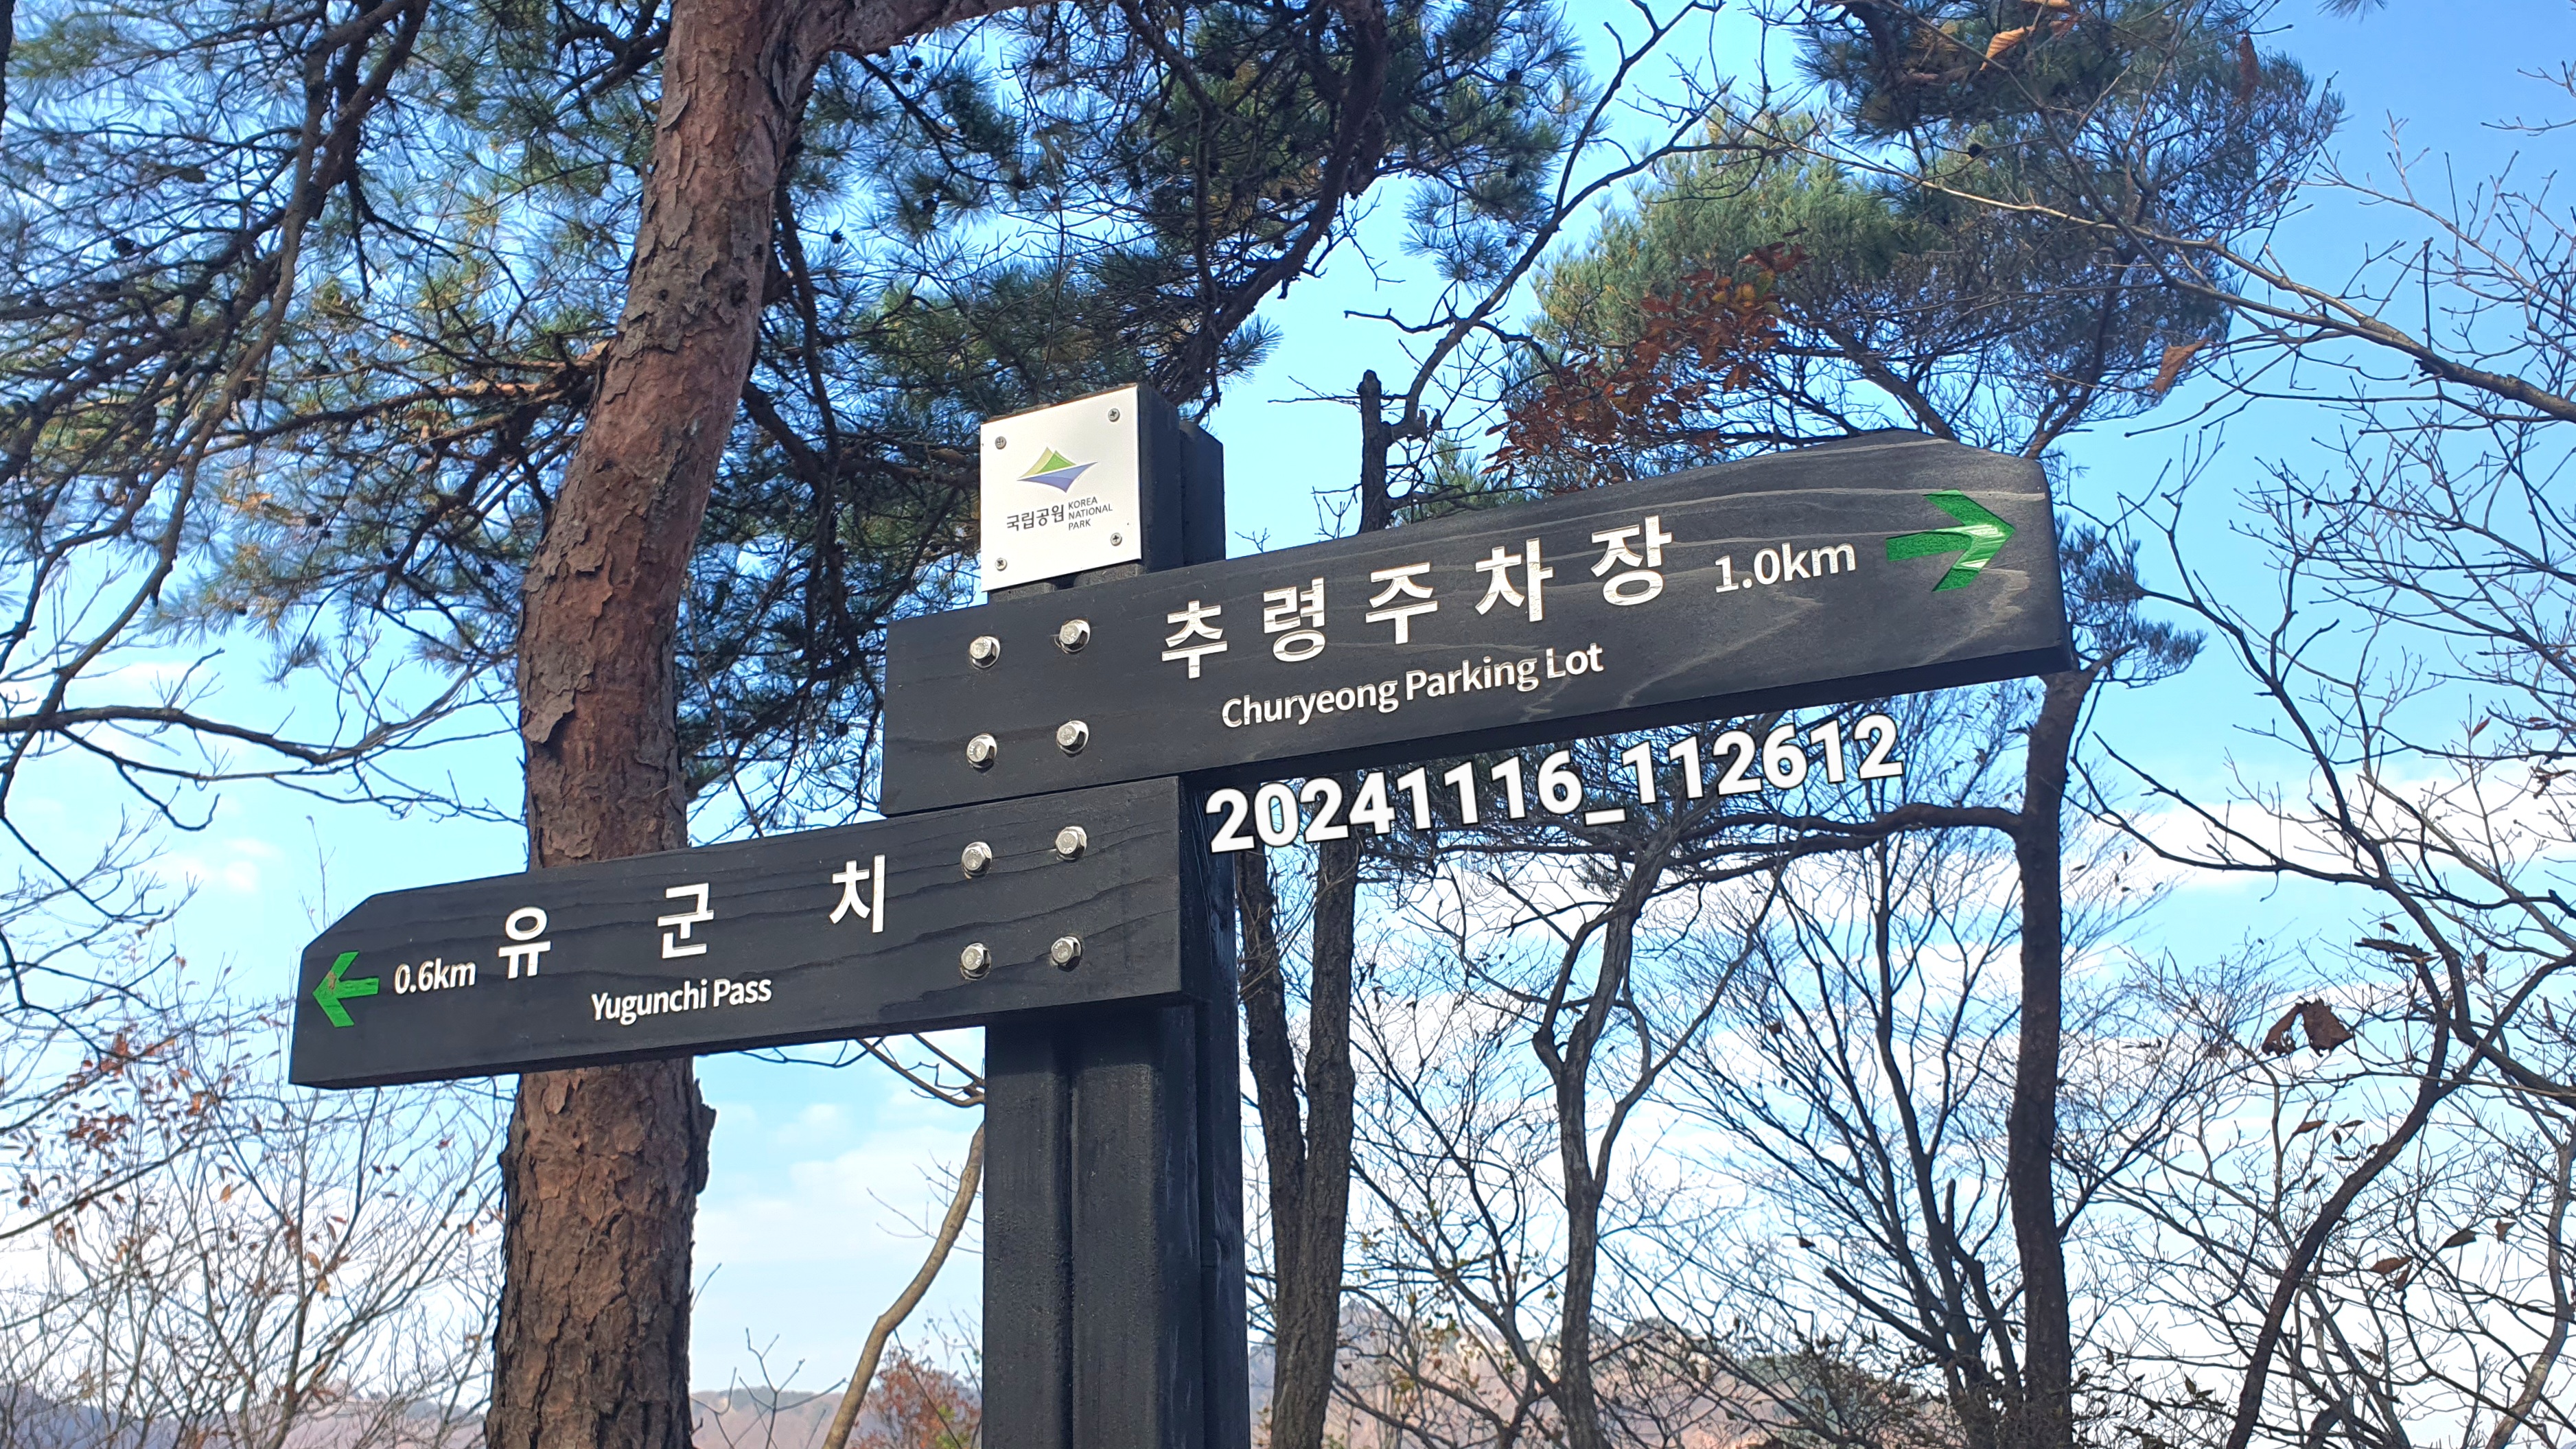 국립공원 KOREA
NATIONAL
PARK
추령주차장 1.0km
Churyeong Parking Lot
20241116_112612
0.6km 유군치
Yugunchi Pass